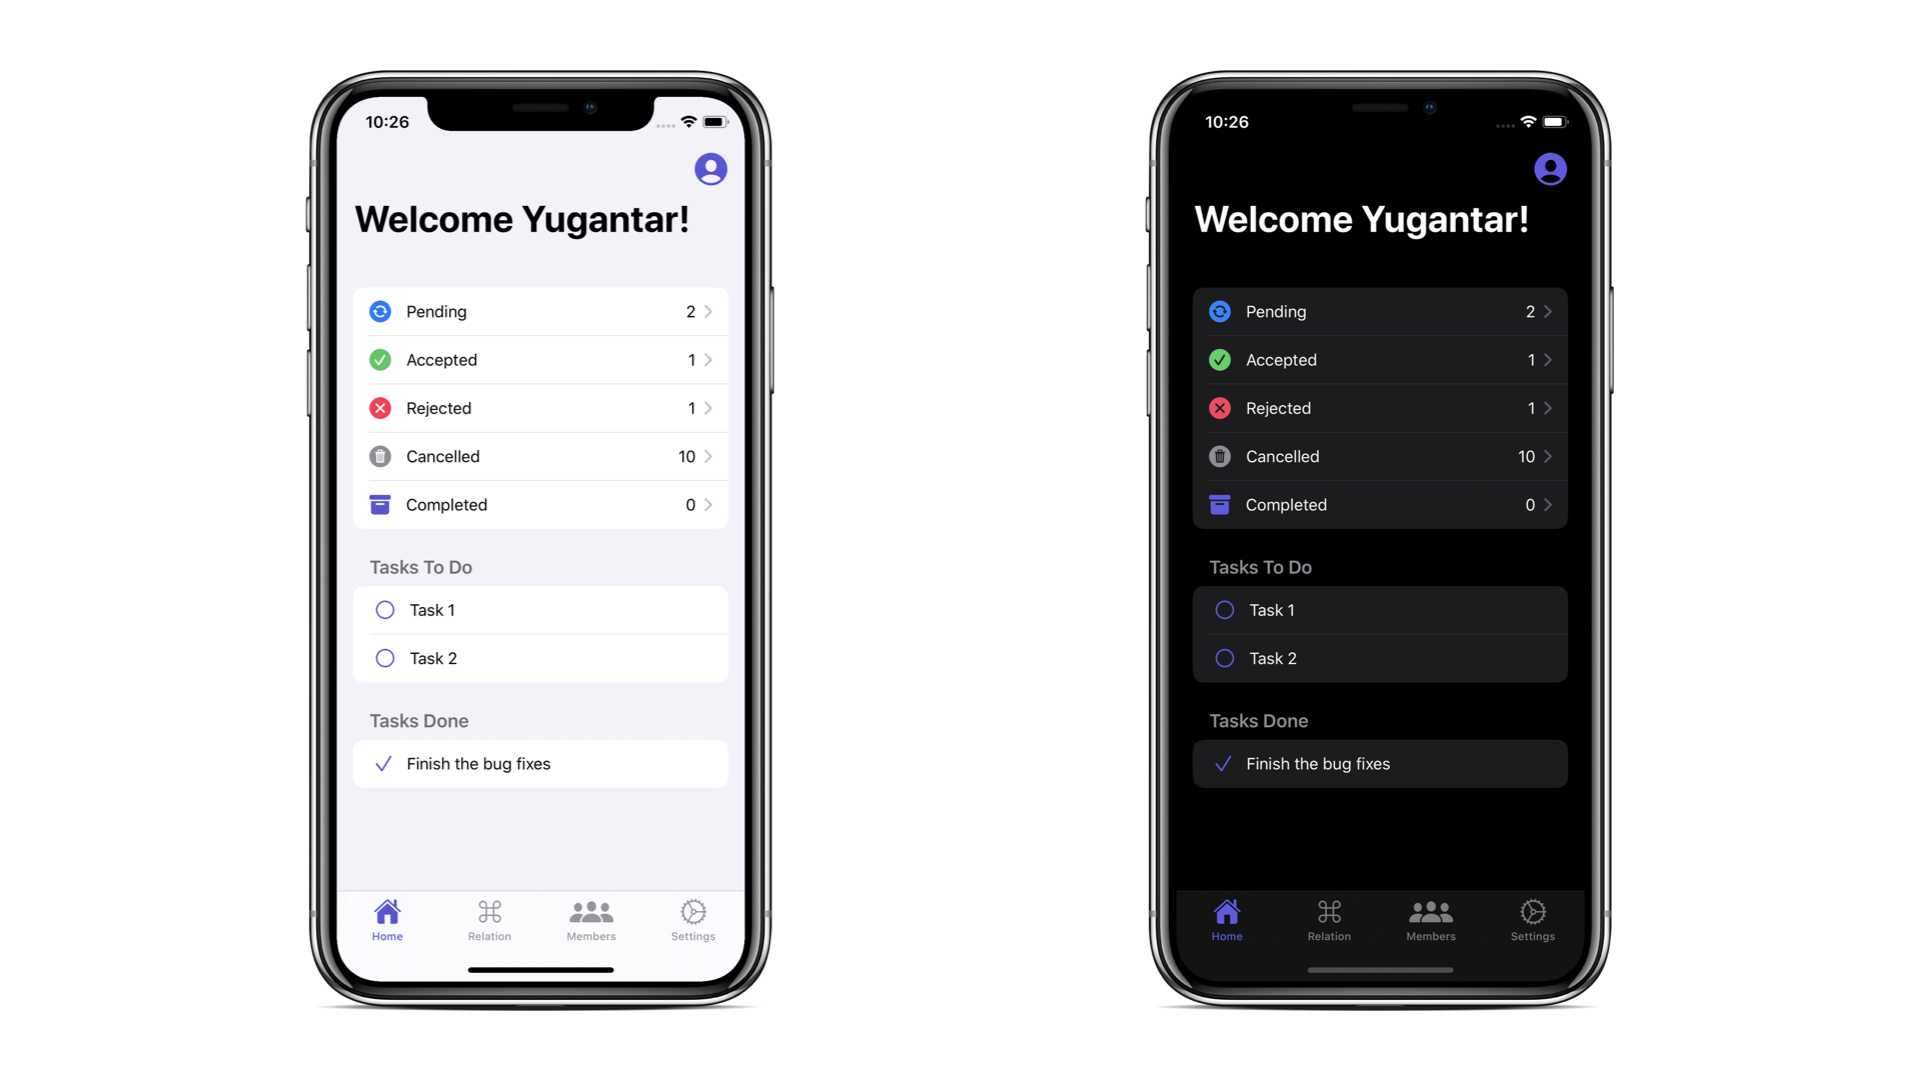 10:26
Welcome Yugantar!
Pending 2
Accepted 1
Rejected 1
Cancelled 10
Completed 0
Tasks To Do
Task 1
Task 2
Tasks Done
Finish the bug fixes
Home Relation Members Settings
10:26
Welcome Yugantar!
Pending 2
Accepted 1
Rejected 1
Cancelled 10
Completed 0
Tasks To Do
Task 1
Task 2
Tasks Done
Finish the bug fixes
Home Relation Members Settings